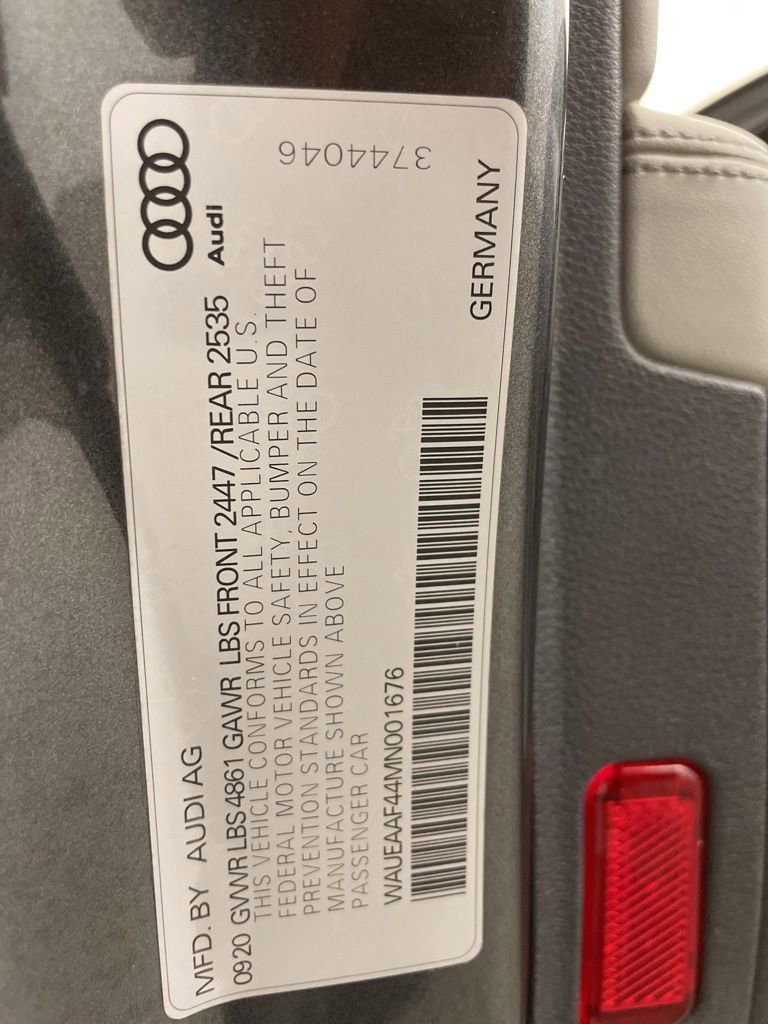 MFD. BY AUDI AG
Audi
0920 GVWR LBS 4861 GAWR LBS FRONT 2447 /REAR 2535
THIS VEHICLE CONFORMS TO ALL APPLICABLE U.S.
FEDERAL MOTOR VEHICLE SAFETY, BUMPER AND THEFT
PREVENTION STANDARDS IN EFFECT ON THE DATE OF
MANUFACTURE SHOWN ABOVE
PASSENGER CAR
3744046
WAUEAAF44MN001676
GERMANY